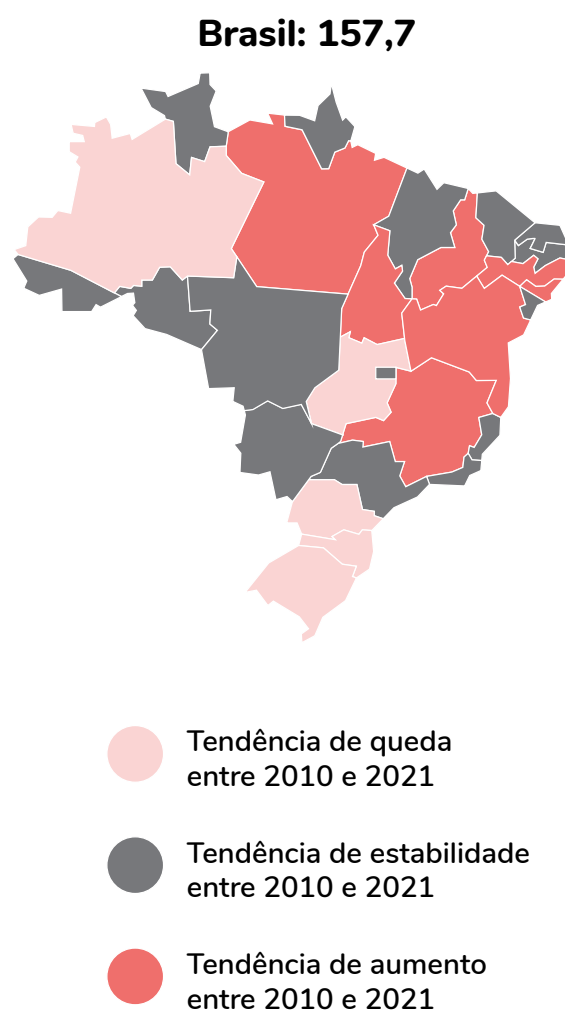 Brasil: 157,7
Tendência de queda
entre 2010 e 2021
Tendência de estabilidade
entre 2010 e 2021
Tendência de aumento
entre 2010 e 2021